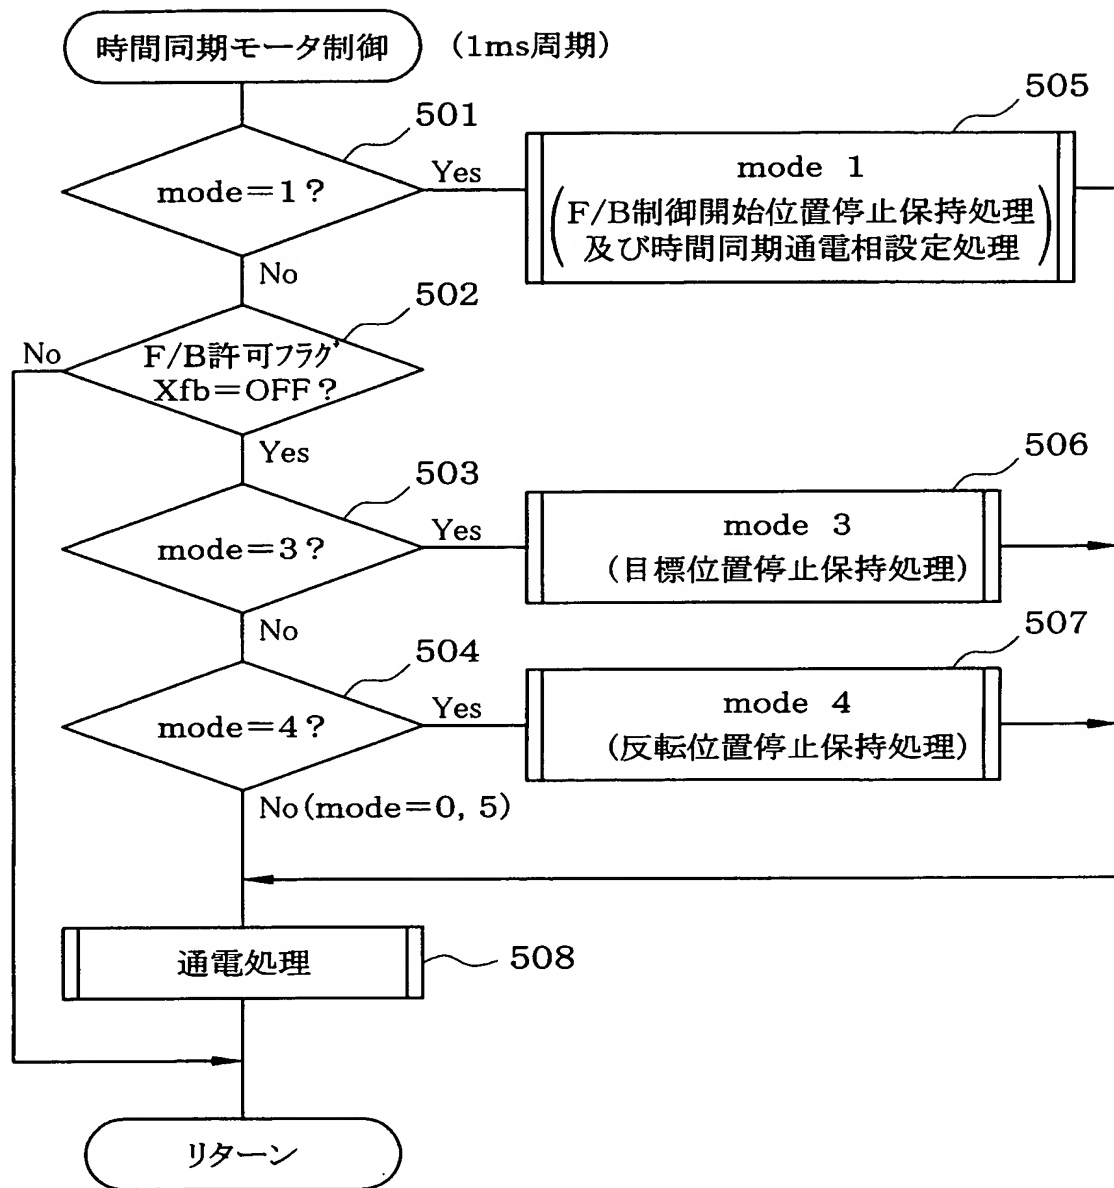 時間同期モータ制御 (1ms周期)
501
mode=1?
Yes
No
505
mode 1
(F/B制御開始位置停止保持処理
及び時間同期通電相設定処理)
502
F/B許可フラグ
Xfb=OFF?
No
Yes
503
mode=3?
Yes
No
506
mode 3
(目標位置停止保持処理)
504
mode=4?
Yes
No(mode=0, 5)
507
mode 4
(反転位置停止保持処理)
通電処理
508
リターン